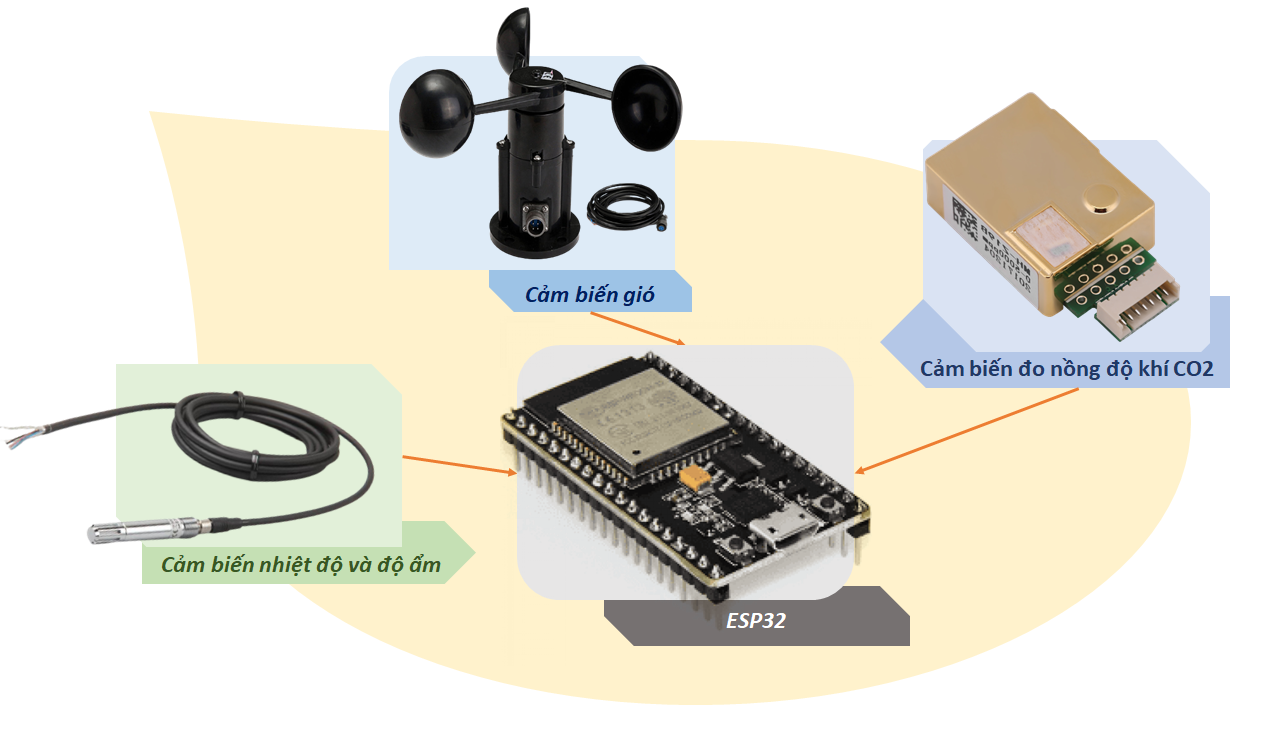 Cảm biến gió
Cảm biến đo nồng độ khí CO2
Cảm biến nhiệt độ và độ ẩm
ESP32